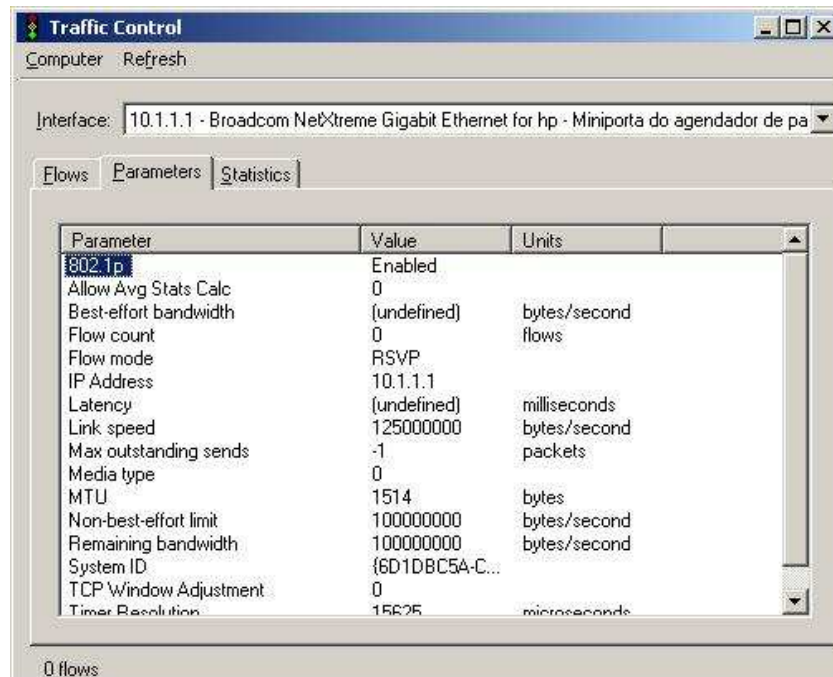 Traffic Control
Computer Refresh
Interface: 10.1.1.1 - Broadcom NetXtreme Gigabit Ethernet for hp - Miniporta do agendador de pa
Flows Parameters Statistics
Parameter Value Units
802.1p Enabled
Allow Avg Stats Calc 0
Best-effort bandwidth (undefined) bytes/second
Flow count 0 flows
Flow mode RSVP
IP Address 10.1.1.1
Latency (undefined) milliseconds
Link speed 125000000 bytes/second
Max outstanding sends -1 packets
Media type 0
MTU 1514 bytes
Non-best-effort limit 100000000 bytes/second
Remaining bandwidth 100000000 bytes/second
System ID {6D1DBC5A-C...
TCP Window Adjustment 0
Timer Resolution 15625 microseconds
0 flows